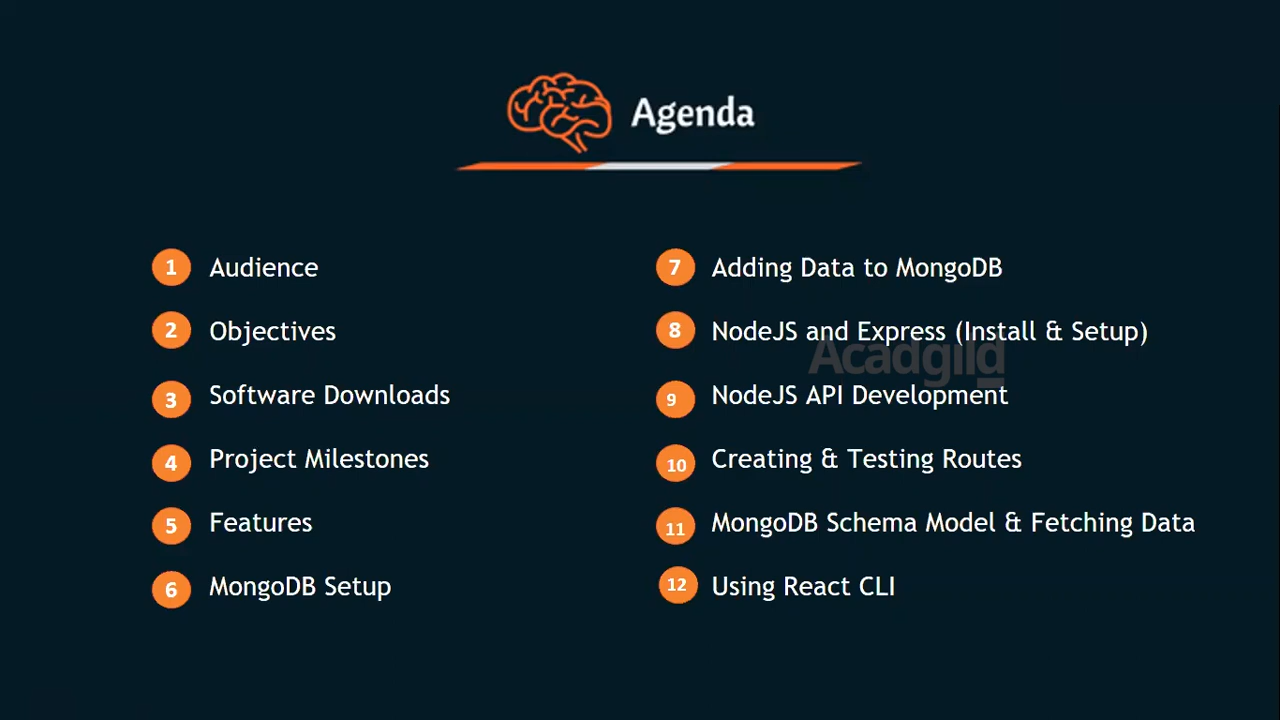 Agenda
1 Audience
2 Objectives
3 Software Downloads
4 Project Milestones
5 Features
6 MongoDB Setup
7 Adding Data to MongoDB
8 NodeJS and Express (Install & Setup)
Acadgild
9 NodeJS API Development
10 Creating & Testing Routes
11 MongoDB Schema Model & Fetching Data
12 Using React CLI